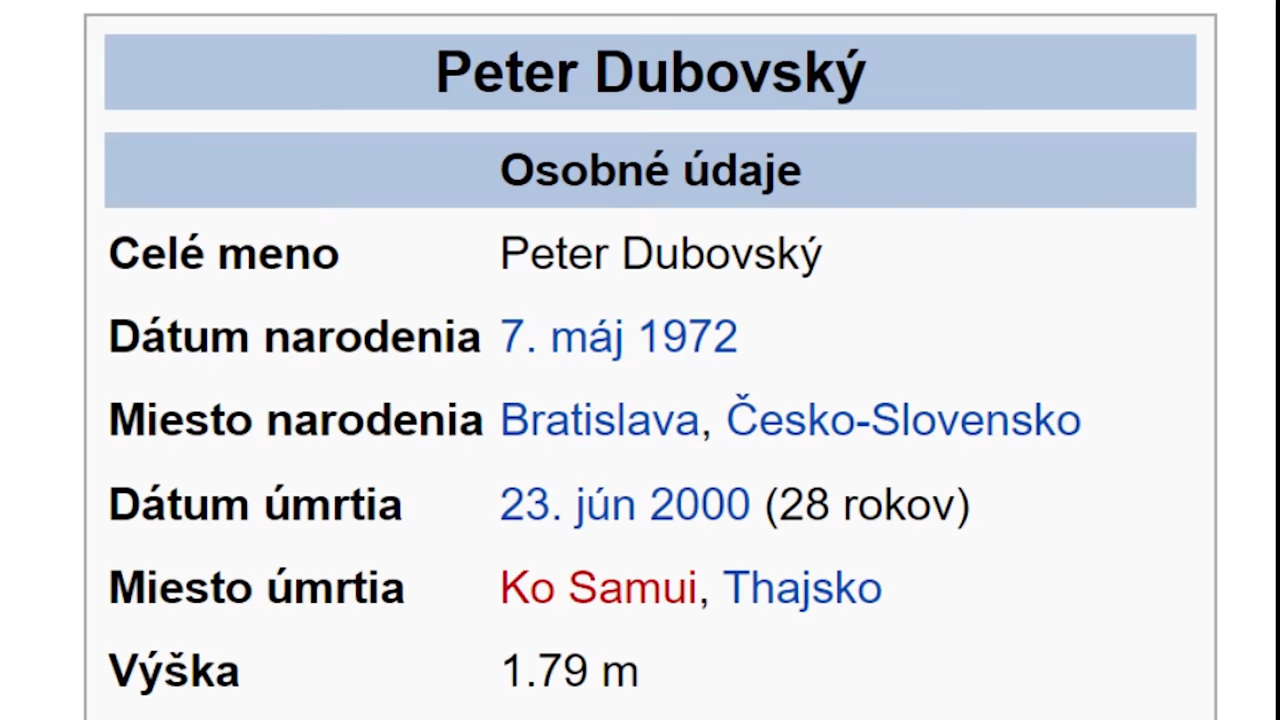 Peter Dubovský
Osobné údaje
Celé meno Peter Dubovský
Dátum narodenia 7. máj 1972
Miesto narodenia Bratislava, Česko-Slovensko
Dátum úmrtia 23. jún 2000 (28 rokov)
Miesto úmrtia Ko Samui, Thajsko
Výška 1.79 m